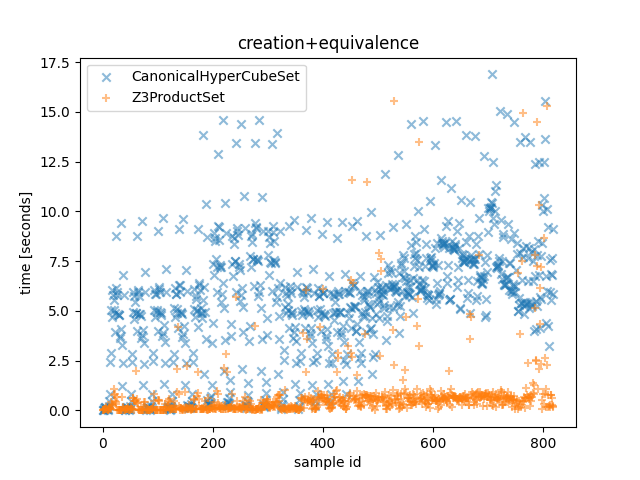 creation+equivalence
17.5
15.0
12.5
10.0
7.5
5.0
2.5
0.0
time [seconds]
CanonicalHyperCubeSet
Z3ProductSet
0
200
400
600
800
sample id